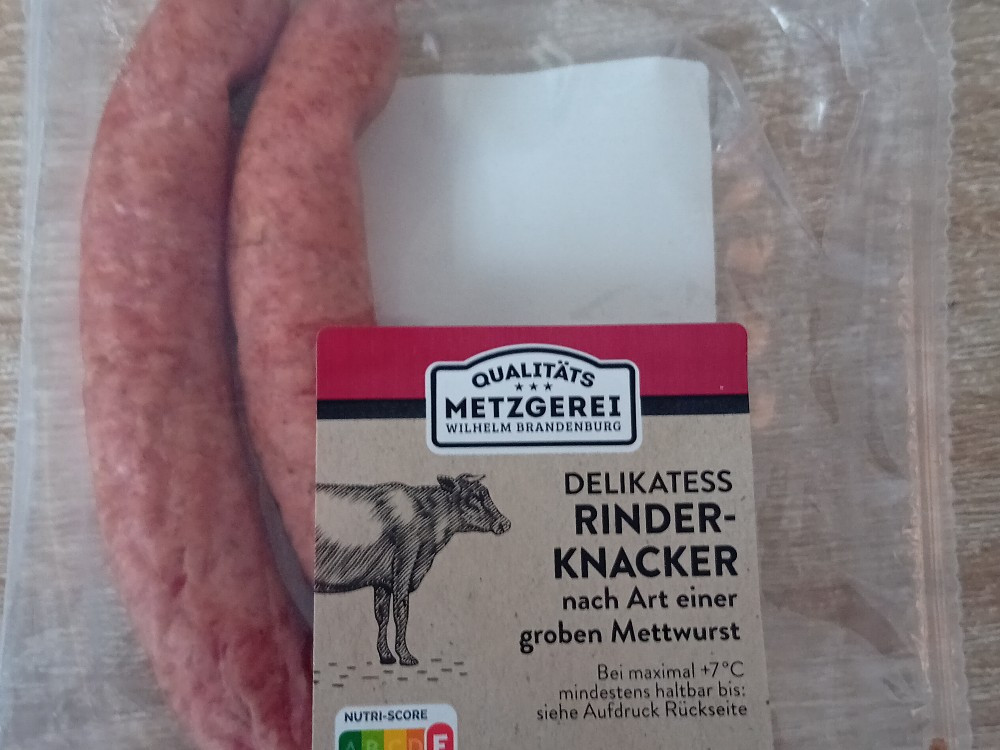 QUALITÄTS
METZGEREI
WILHELM BRANDENBURG
DELIKATESS
RINDER-
KNACKER
nach Art einer
groben Mettwurst
Bei maximal +7°C
mindestens haltbar bis:
siehe Aufdruck Rückseite
NUTRI-SCORE
A B C D E